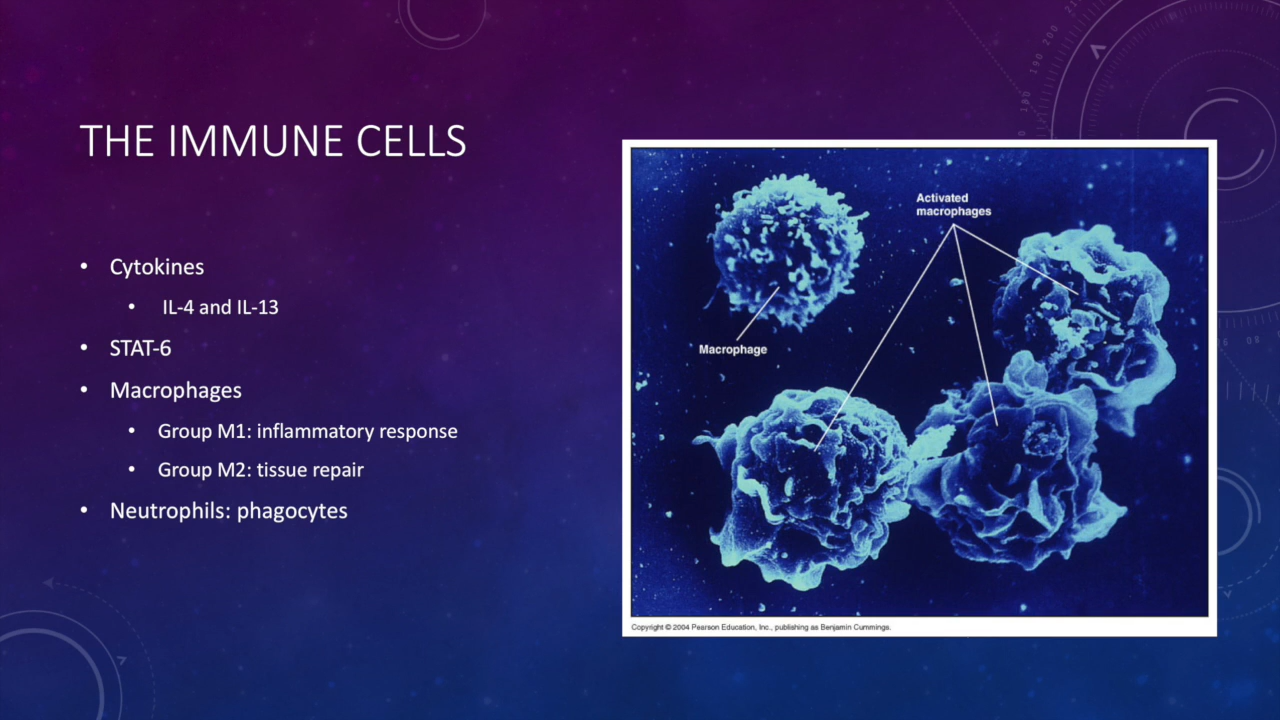 THE IMMUNE CELLS
• Cytokines
• IL-4 and IL-13
• STAT-6
• Macrophages
• Group M1: inflammatory response
• Group M2: tissue repair
• Neutrophils: phagocytes
Activated
macrophages
Macrophage
Copyright © 2004 Pearson Education, Inc., publishing as Benjamin Cummings.